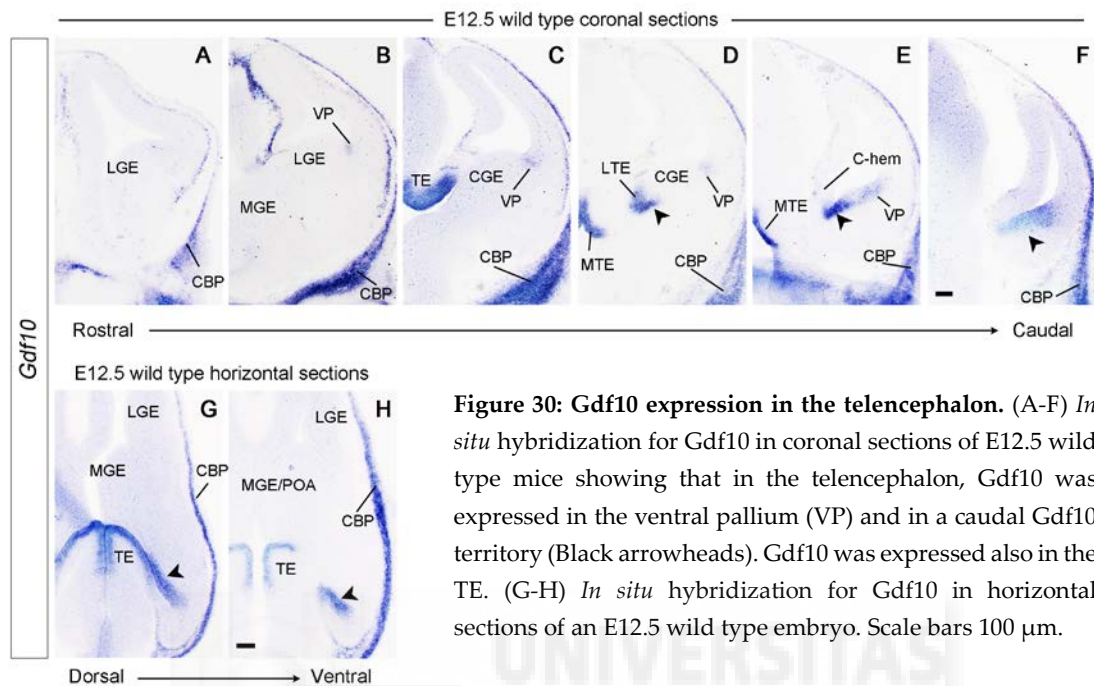 E12.5 wild type coronal sections
Gdf10
A
B
C
D
E
F
LGE
CBP
VP
LGE
MGE
CBP
TE
CGE
VP
CBP
LTE
CGE
VP
MTE
CBP
C-hem
MTE
VP
CBP
CBP
Rostral
Caudal
E12.5 wild type horizontal sections
G
H
LGE
MGE
CBP
TE
LGE
MGE/POA
CBP
TE
Dorsal
Ventral
Figure 30: Gdf10 expression in the telencephalon. (A-F) In
situ hybridization for Gdf10 in coronal sections of E12.5 wild
type mice showing that in the telencephalon, Gdf10 was
expressed in the ventral pallium (VP) and in a caudal Gdf10
territory (Black arrowheads). Gdf10 was expressed also in the
TE. (G-H) In situ hybridization for Gdf10 in horizontal
sections of an E12.5 wild type embryo. Scale bars 100 µm.
UNIVERSITAS